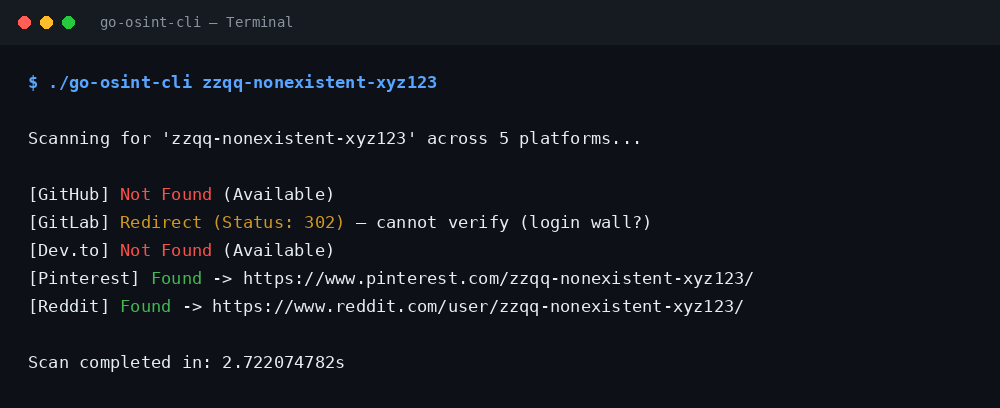 go-osint-cli — Terminal
$ ./go-osint-cli zzqq-nonexistent-xyz123
Scanning for 'zzqq-nonexistent-xyz123' across 5 platforms...
[GitHub] Not Found (Available)
[GitLab] Redirect (Status: 302) — cannot verify (login wall?)
[Dev.to] Not Found (Available)
[Pinterest] Found -> https://www.pinterest.com/zzqq-nonexistent-xyz123/
[Reddit] Found -> https://www.reddit.com/user/zzqq-nonexistent-xyz123/
Scan completed in: 2.722074782s